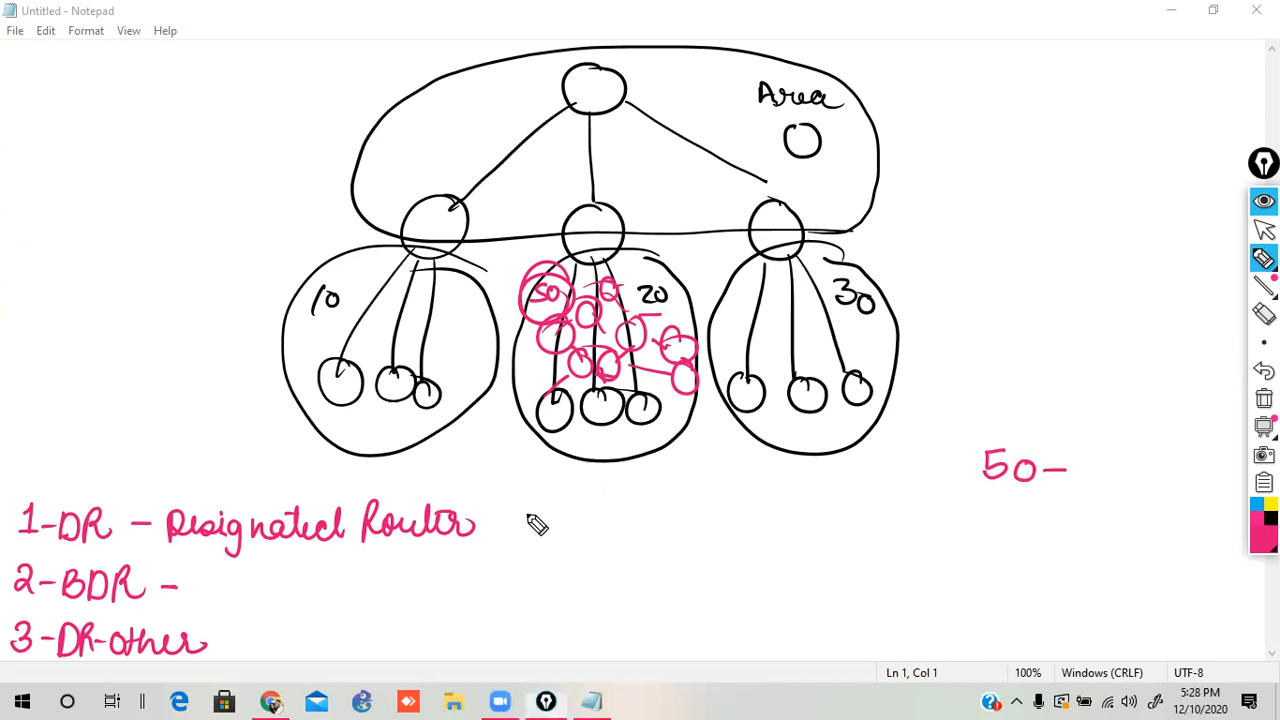 Untitled - Notepad
File Edit Format View Help
Area
0
10
50
20
30
50-
1-DR - Designated Router
2-BDR -
3-DR-other
Ln 1, Col 1
100%
Windows (CRLF)
UTF-8
5:28 PM
12/10/2020